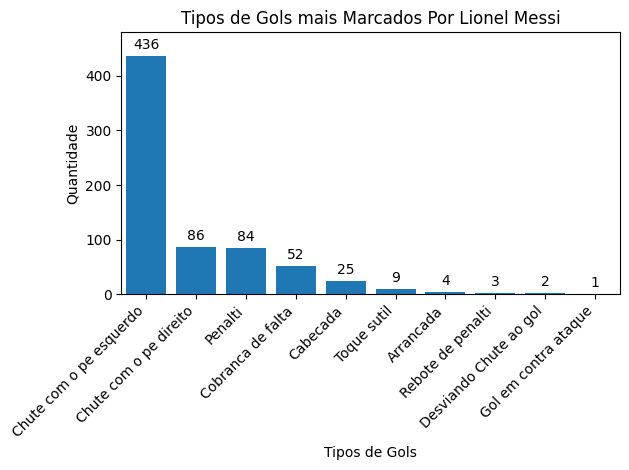 Tipos de Gols mais Marcados Por Lionel Messi
Quantidade
400
300
200
100
0
436
86
84
52
25
9
4
3
2
1
Chute com o pe esquerdo
Chute com o pe direito
Penalti
Cobranca de falta
Cabecada
Toque sutil
Arrancada
Rebote de penalti
Desviando Chute ao gol
Gol em contra ataque
Tipos de Gols